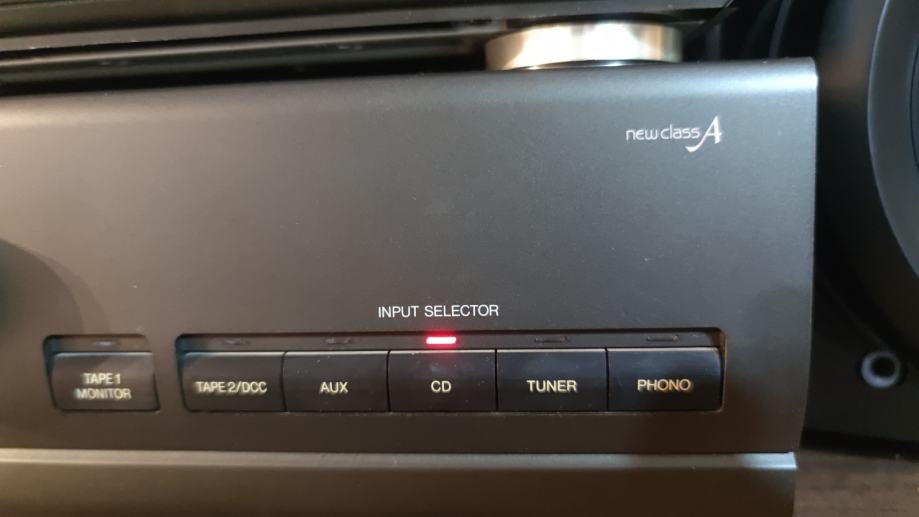 new class A
INPUT SELECTOR
TAPE 1
MONITOR
TAPE 2/DCC
AUX
CD
TUNER
PHONO